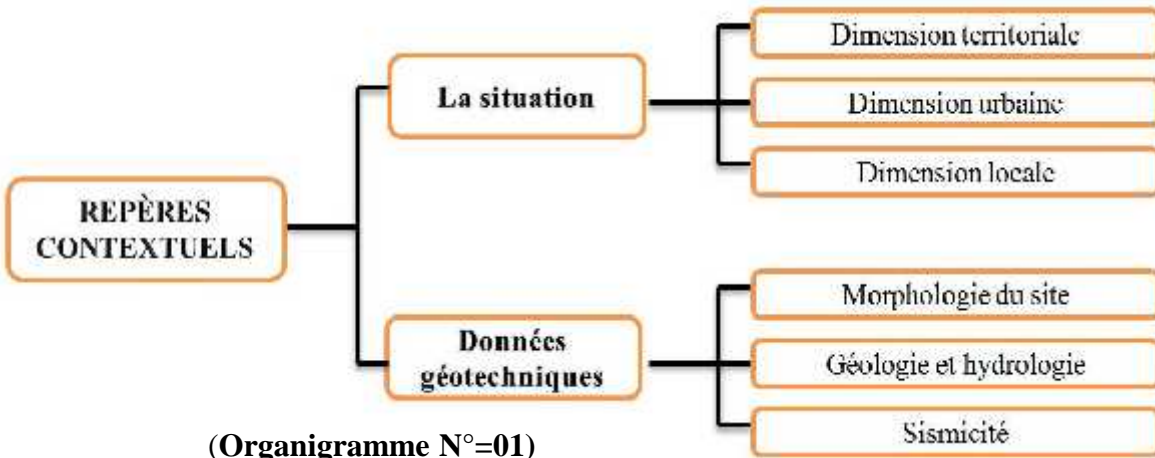 REPÈRES
CONTEXTUELS
La situation
Dimension territoriale
Dimension urbaine
Dimension locale
Données
géotechniques
Morphologie du site
Géologie et hydrologie
Sismicité
(Organigramme N°=01)